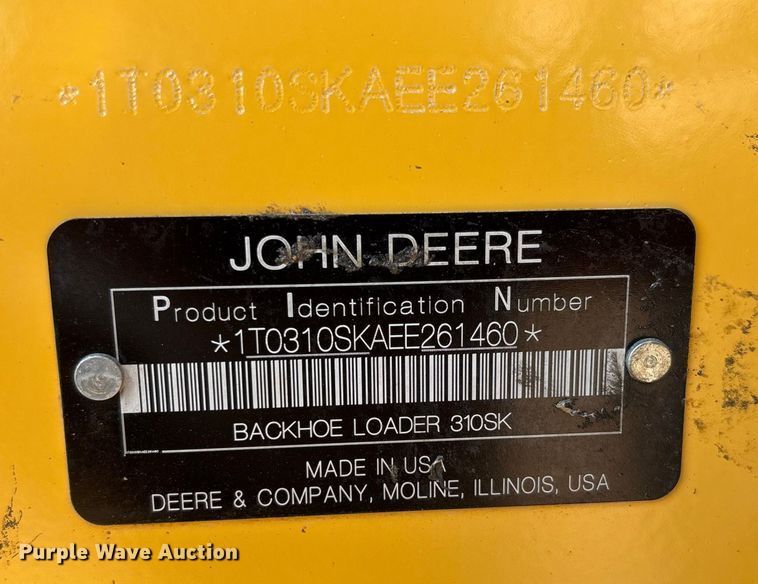 *1T0310SKAEE261460*
JOHN DEERE
Product Identification Number
*1T0310SKAEE261460*
BACKHOE LOADER 310SK
MADE IN USA
DEERE & COMPANY, MOLINE, ILLINOIS, USA
Purple Wave Auction